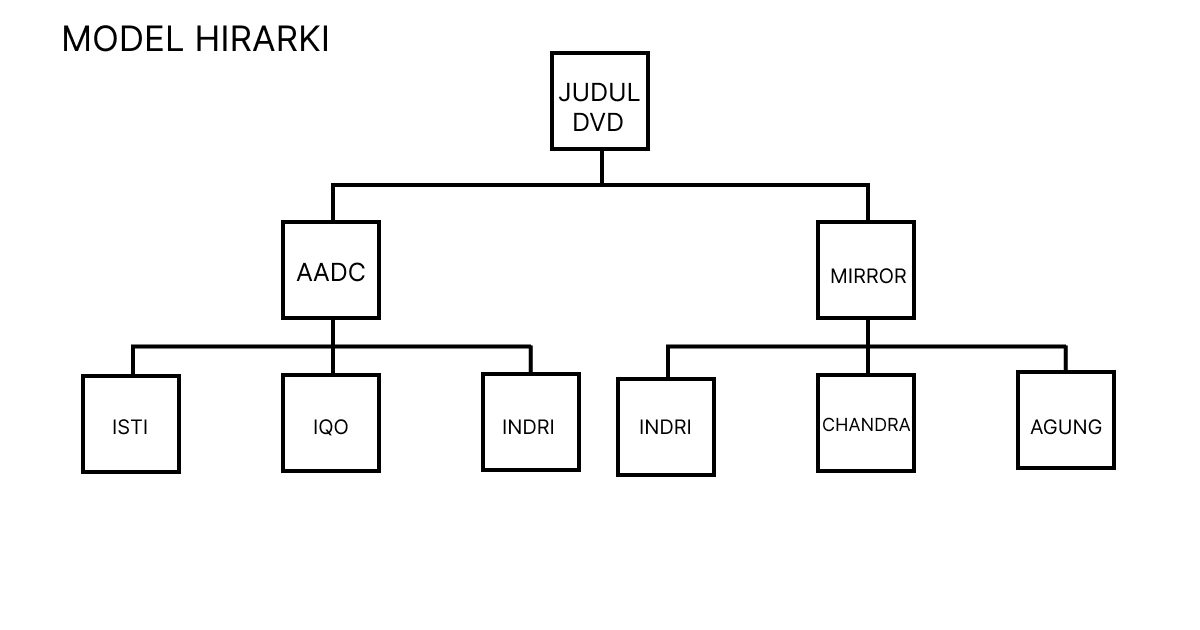 MODEL HIRARKI
JUDUL
DVD
AADC
MIRROR
ISTI
IQO
INDRI
INDRI
CHANDRA
AGUNG